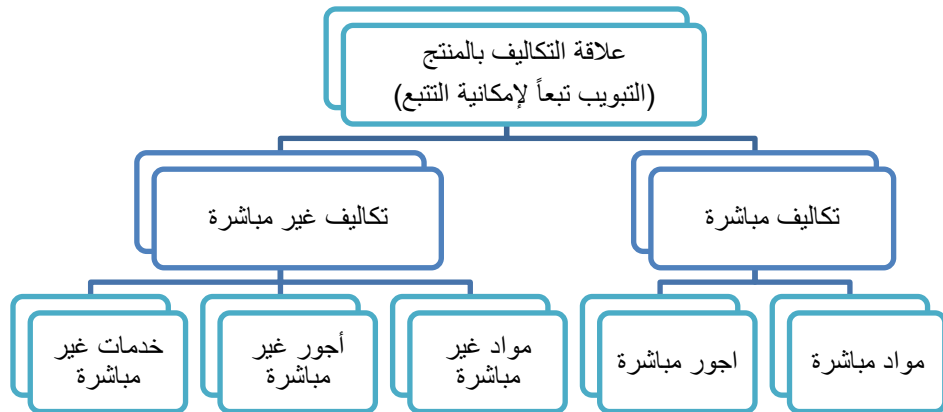 علاقة التكاليف بالمنتج
(التبويب تبعاً لإمكانية التتبع)
تكاليف مباشرة
تكاليف غير مباشرة
مواد مباشرة
اجور مباشرة
مواد غير
مباشرة
أجور غير
مباشرة
خدمات غير
مباشرة